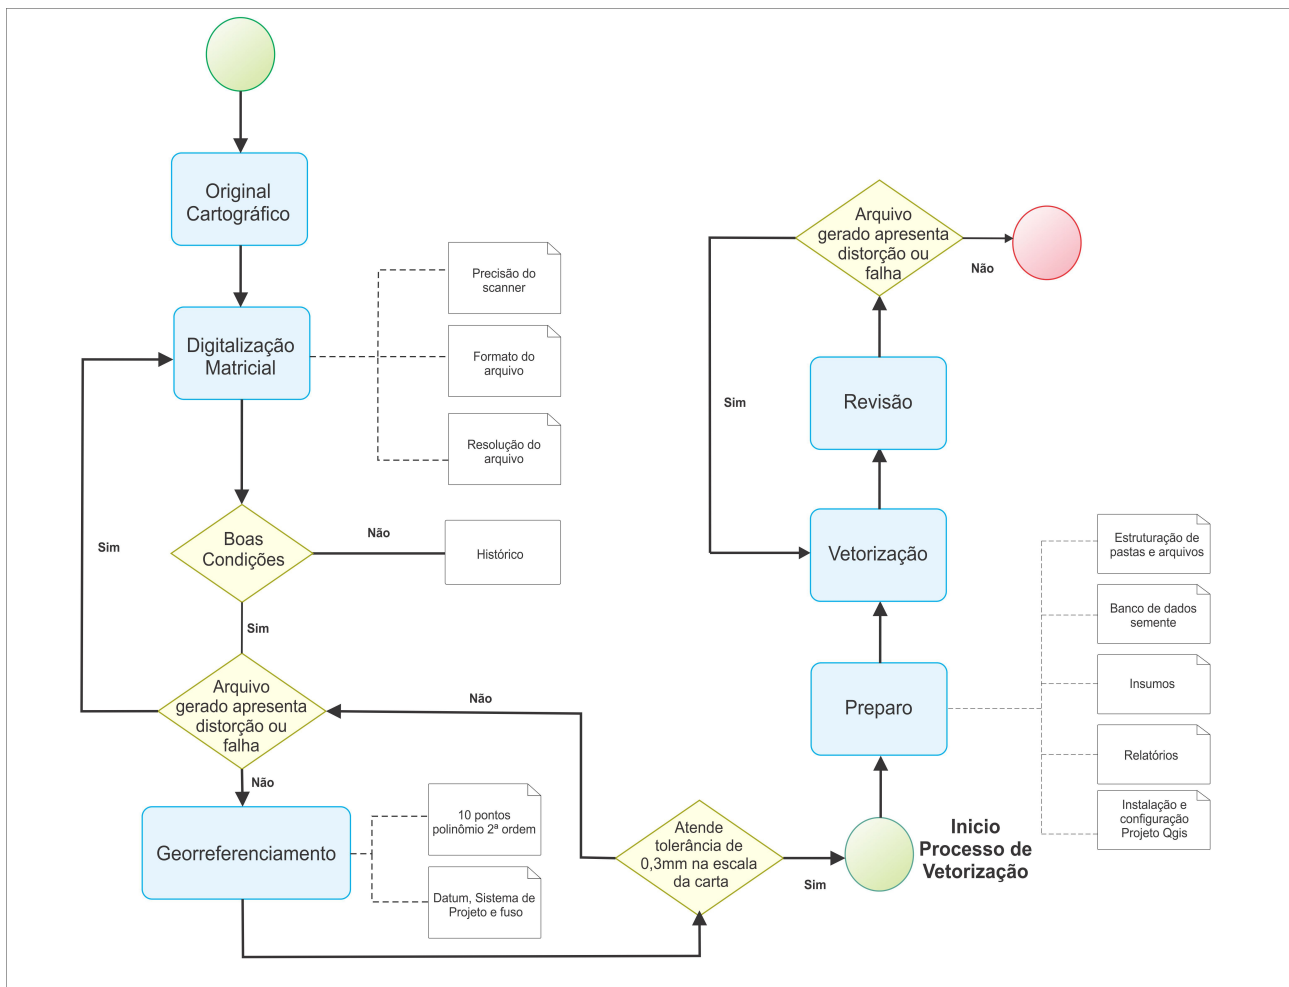 Original
Cartográfico
Digitalização
Matricial
Precisão do
scanner
Formato do
arquivo
Resolução do
arquivo
Boas
Condições
Não
Histórico
Sim
Sim
Arquivo
gerado apresenta
distorção ou
falha
Não
Georreferenciamento
10 pontos
polinômio 2ª ordem
Datum, Sistema de
Projeto e fuso
Não
Atende
tolerância de
0,3mm na escala
da carta
Sim
Inicio
Processo de
Vetorização
Preparo
Estruturação de
pastas e arquivos
Banco de dados
semente
Insumos
Relatórios
Instalação e
configuração
Projeto Qgis
Vetorização
Revisão
Sim
Arquivo
gerado apresenta
distorção ou
falha
Não